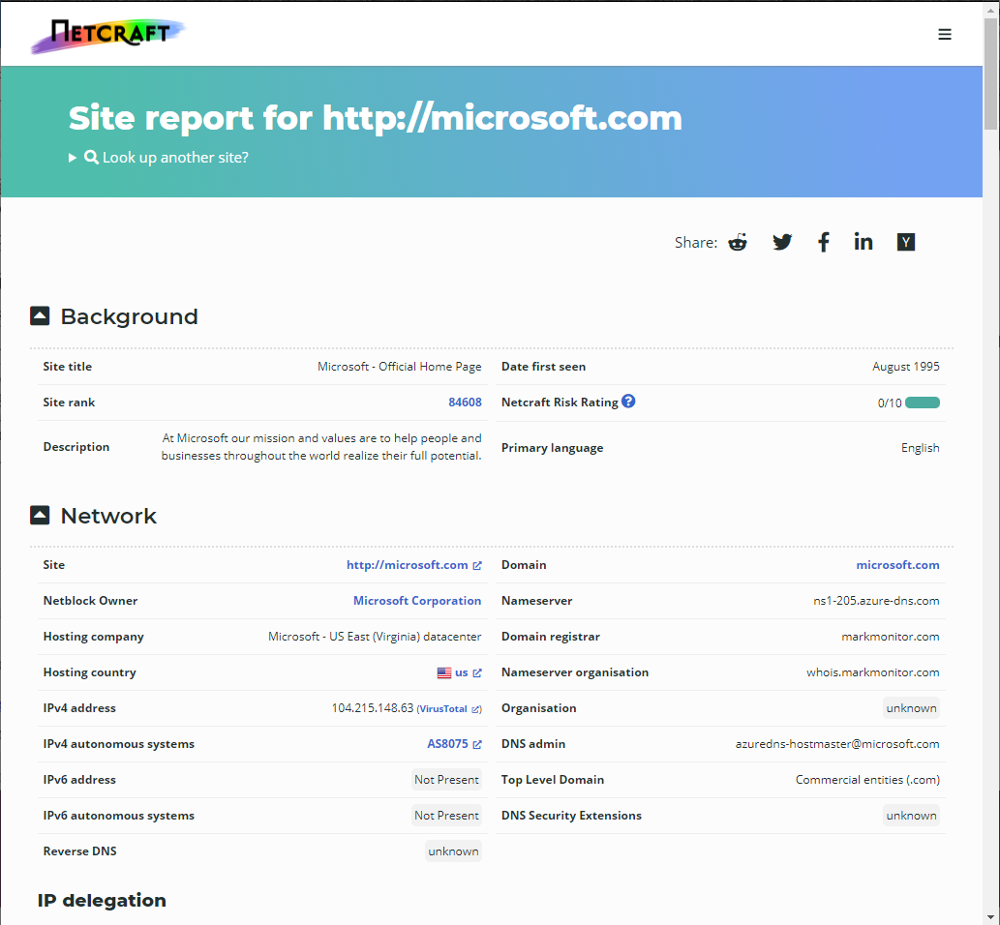 NETCRAFT
Site report for http://microsoft.com
Look up another site?
Share:
Y
Background
Site title Microsoft - Official Home Page Date first seen August 1995
Site rank 84608 Netcraft Risk Rating ? 0/10
Description At Microsoft our mission and values are to help people and
businesses throughout the world realize their full potential. Primary language English
Network
Site http://microsoft.com Domain microsoft.com
Netblock Owner Microsoft Corporation Nameserver ns1-205.azure-dns.com
Hosting company Microsoft - US East (Virginia) datacenter Domain registrar markmonitor.com
Hosting country us Nameserver organisation whois.markmonitor.com
IPv4 address 104.215.148.63 (VirusTotal) Organisation unknown
IPv4 autonomous systems AS8075 DNS admin azuredns-hostmaster@microsoft.com
IPv6 address Not Present Top Level Domain Commercial entities (.com)
IPv6 autonomous systems Not Present DNS Security Extensions unknown
Reverse DNS unknown
IP delegation